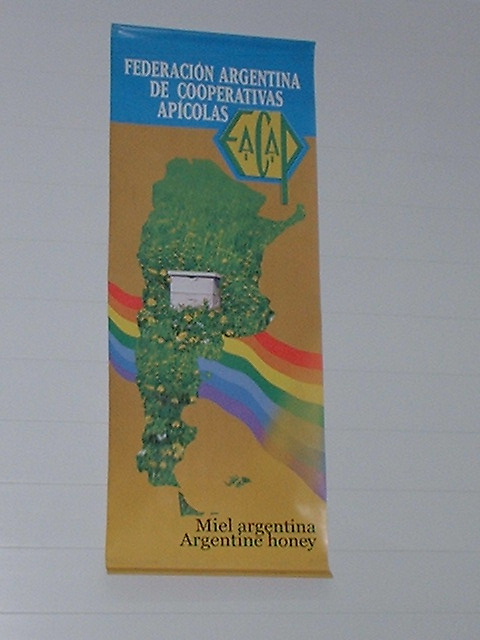 FEDERACIÓN ARGENTINA
DE COOPERATIVAS
APÍCOLAS
FACAP
Miel argentina
Argentine honey